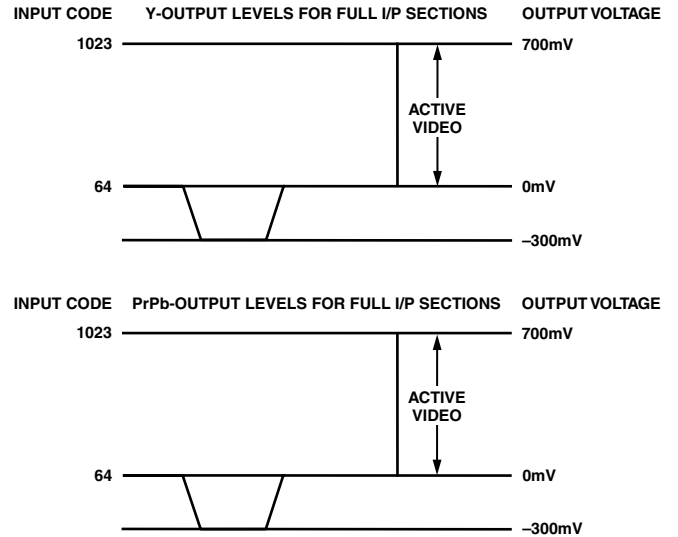 INPUT CODE Y-OUTPUT LEVELS FOR FULL I/P SECTIONS OUTPUT VOLTAGE
1023 700mV
ACTIVE
VIDEO
64 0mV
–300mV
INPUT CODE PrPb-OUTPUT LEVELS FOR FULL I/P SECTIONS OUTPUT VOLTAGE
1023 700mV
ACTIVE
VIDEO
64 0mV
–300mV